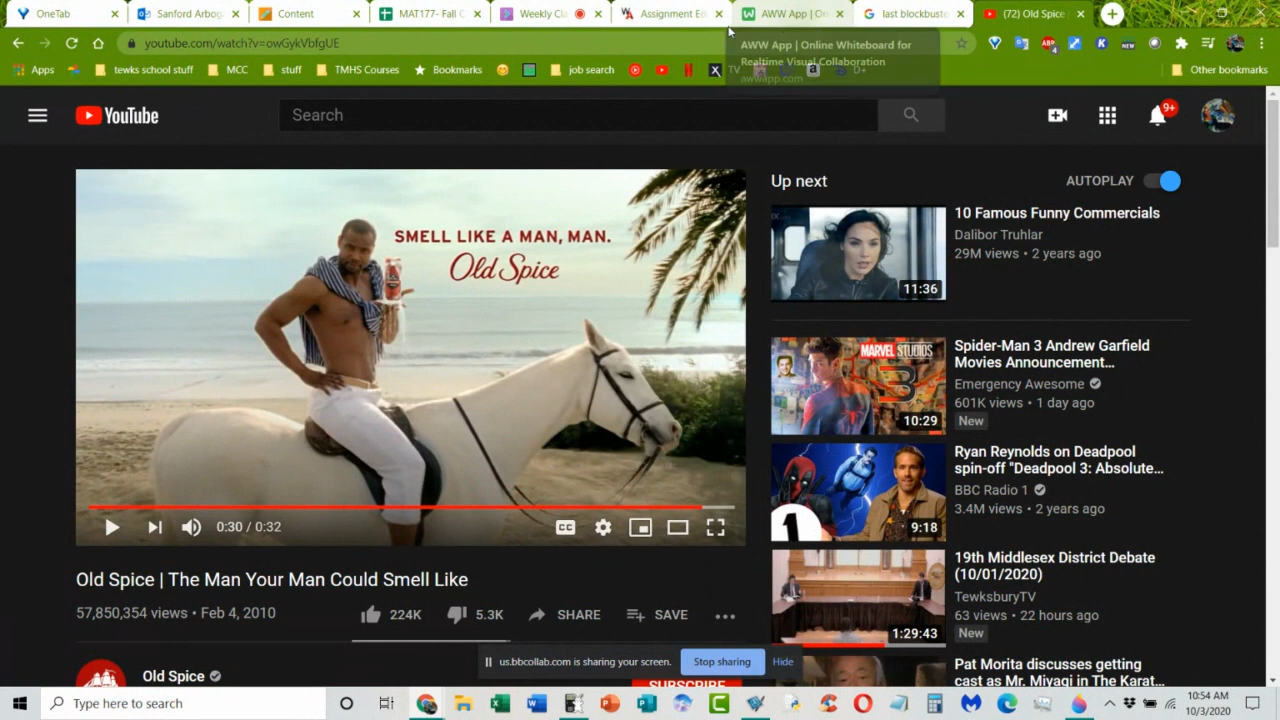 OneTab
Sanford Arbog
Content
MAT177- Fall C
Weekly Cla
Assignment Ed
AWW App | On
last blockbuste
(72) Old Spice
youtube.com/watch?v=owGykVbfgUE
AWW App | Online Whiteboard for
Realtime Visual Collaboration
awwapp.com
Apps
tewks school stuff
MCC
stuff
TMHS Courses
Bookmarks
job search
TV
D+
Other bookmarks
YouTube
Search
9+
SMELL LIKE A MAN, MAN.
Old Spice
0:30 / 0:32
CC
Old Spice | The Man Your Man Could Smell Like
57,850,354 views • Feb 4, 2010
224K
5.3K
SHARE
SAVE
Old Spice
SUBSCRIBE
Up next
AUTOPLAY
10 Famous Funny Commercials
Dalibor Truhlar
29M views • 2 years ago
11:36
Spider-Man 3 Andrew Garfield
Movies Announcement...
Emergency Awesome
601K views • 1 day ago
New
MARVEL STUDIOS
3
10:29
Ryan Reynolds on Deadpool
spin-off "Deadpool 3: Absolute...
BBC Radio 1
3.4M views • 2 years ago
1
9:18
19th Middlesex District Debate
(10/01/2020)
TewksburyTV
63 views • 22 hours ago
New
1:29:43
Pat Morita discusses getting
cast as Mr. Miyagi in The Karat...
us.bbcollab.com is sharing your screen.
Stop sharing
Hide
Type here to search
10:54 AM
10/3/2020